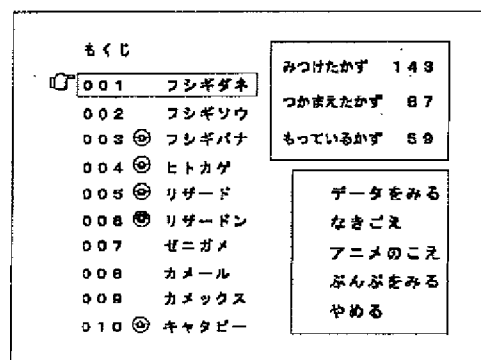 もくじ
001 フシギダネ
002 フシギソウ
003 フシギバナ
004 ヒトカゲ
005 リザード
006 リザードン
007 ゼニガメ
008 カメール
009 カメックス
010 キャタピー
みつけたかず 143
つかまえたかず 87
もっているかず 59
データをみる
なきごえ
アニメのこえ
ぶんぷをみる
やめる